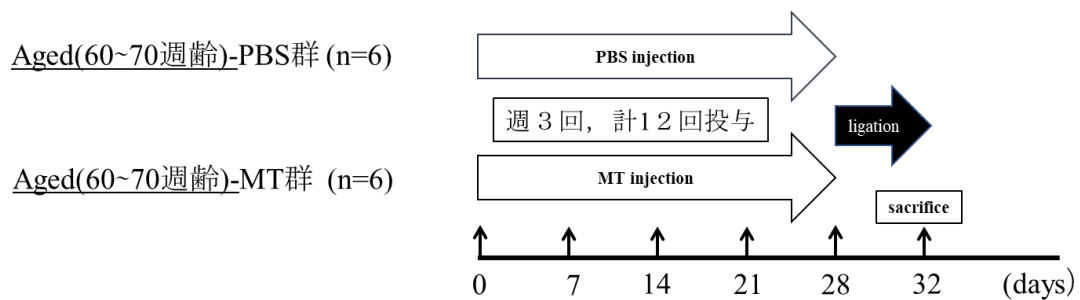 Aged(60~70週齢)-PBS群 (n=6)
PBS injection
週３回，計1２回投与
ligation
Aged(60~70週齢)-MT群 (n=6)
MT injection
sacrifice
0 7 14 21 28 32 (days)